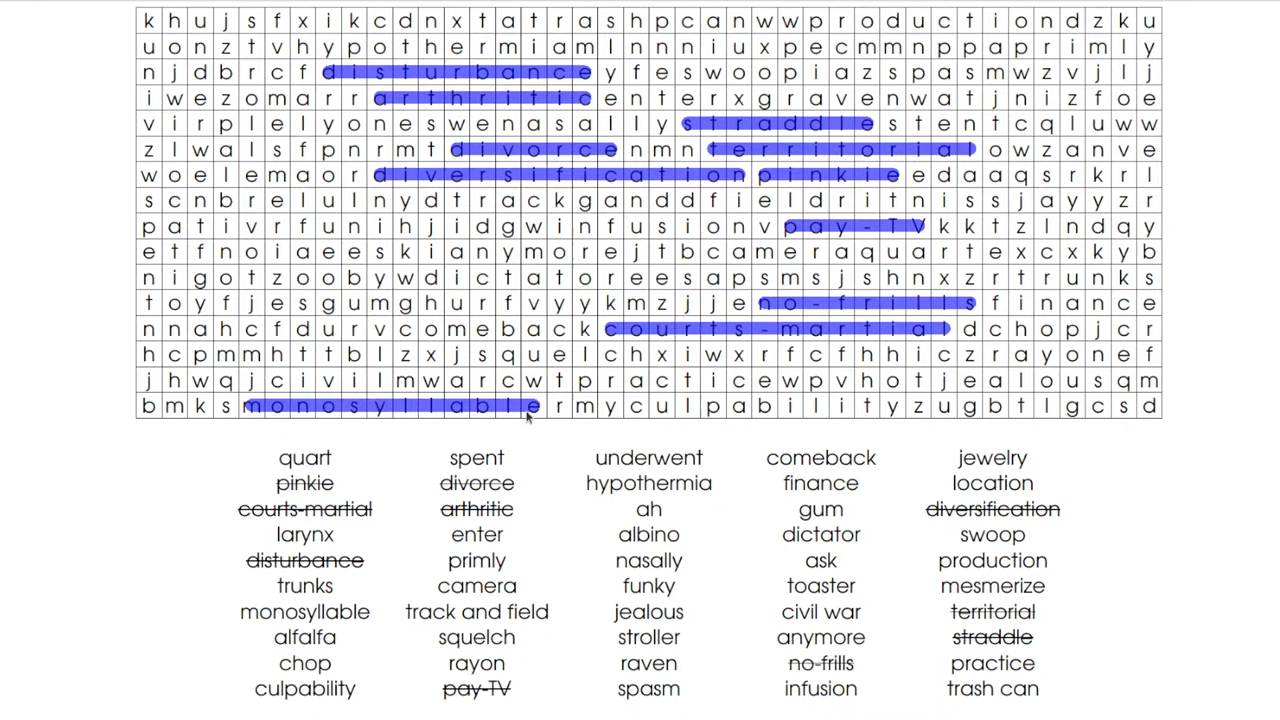 k h u j s f x i k c d n x t a t r a s h p c a n w w p r o d u c t i o n d z k u
u o n z t v h y p o t h e r m i a m l n n n i u x p e c m m n p p a p r i m l y
n j d b r c f d i s t u r b a n c e y f e s w o o p i a z s p a s m w z v j l j
i w e z o m a r r a r t h r i t i c e n t e r x g r a v e n w a t j n i z f o e
v i r p l e l y o n e s w e n a s a l l y s t r a d d l e s t e n t c q l u w w
z l w a l s f p n r m t d i v o r c e n m n t e r r i t o r i a l o w z a n v e
w o e l e m a o r d i v e r s i f i c a t i o n p i n k i e e d a a q s r k r l
s c n b r e l u l n y d t r a c k g a n d d f i e l d r i t n i s s j a y y z r
p a t i v r f u n i h j i d g w i n f u s i o n v p a y - T V k k t z l n d q y
e t f n o i a e e s k i a n y m o r e j t b c a m e r a q u a r t e x c x k y b
n i g o t z o o b y w d i c t a t o r e e s a p s m s j s h n x z r t r u n k s
t o y f j e s g u m g h u r f v y y k m z j j e n o - f r i l l s f i n a n c e
n n a h c f d u r v c o m e b a c k c o u r t s - m a r t i a l d c h o p j c r
h c p m m h t t b l z x j s q u e l c h x i w x r f c f h h i c z r a y o n e f
j h w q j c i v i l m w a r c w t p r a c t i c e w p v h o t j e a l o u s q m
b m k s m o n o s y l l a b l e r m y c u l p a b i l i t y z u g b t l g c s d
quart spent underwent comeback jewelry
pinkie divorce hypothermia finance location
courts-martial arthritic ah gum diversification
larynx enter albino dictator swoop
disturbance primly nasally ask production
trunks camera funky toaster mesmerize
monosyllable track and field jealous civil war territorial
alfalfa squelch stroller anymore straddle
chop rayon raven no-frills practice
culpability pay-TV spasm infusion trash can